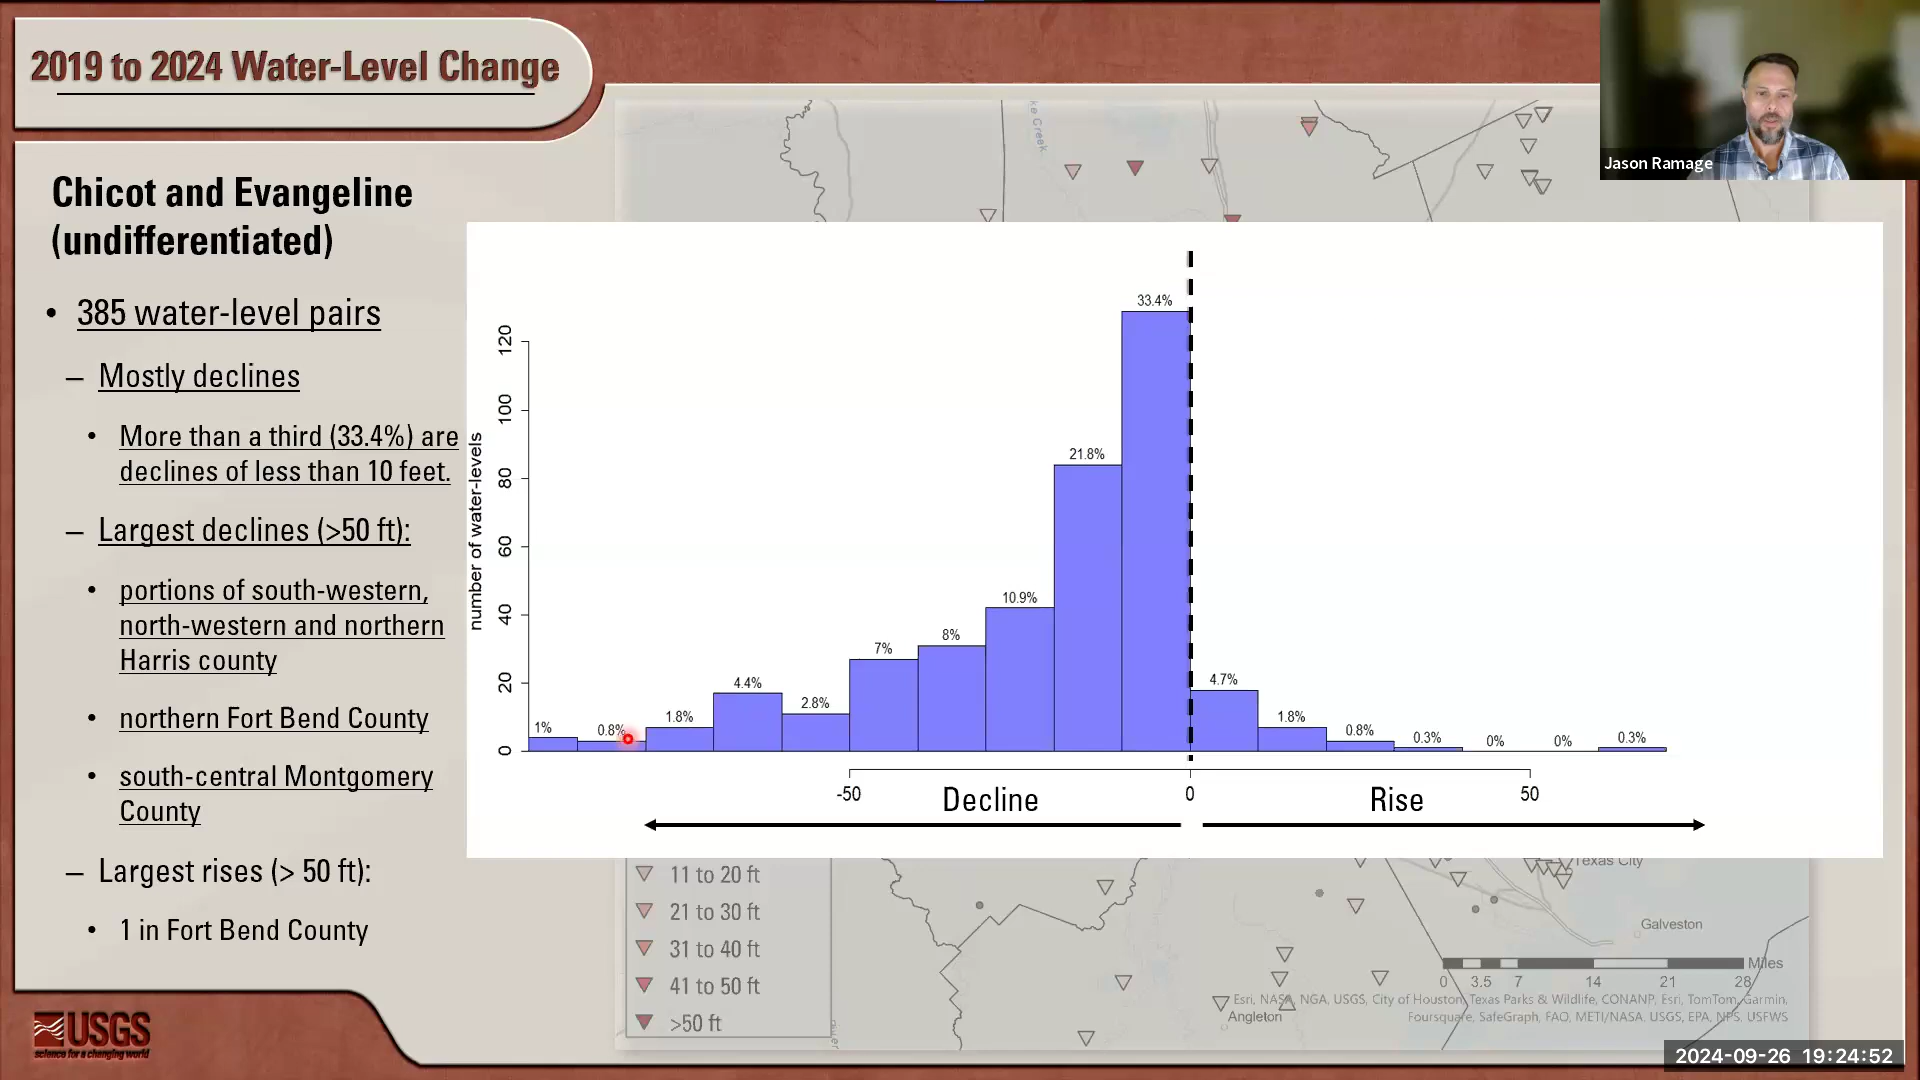 2019 to 2024 Water-Level Change
Jason Ramage
Chicot and Evangeline
(undifferentiated)
• 385 water-level pairs
– Mostly declines
• More than a third (33.4%) are
declines of less than 10 feet.
– Largest declines (>50 ft):
• portions of south-western,
north-western and northern
Harris county
• northern Fort Bend County
• south-central Montgomery
County
– Largest rises (> 50 ft):
• 1 in Fort Bend County
USGS
science for a changing world
Creek
number of water-levels
120
100
80
60
40
20
0
1%
0.8%
1.8%
4.4%
2.8%
7%
8%
10.9%
21.8%
33.4%
4.7%
1.8%
0.8%
0.3%
0%
0%
0.3%
-50
0
50
Decline
Rise
11 to 20 ft
21 to 30 ft
31 to 40 ft
41 to 50 ft
>50 ft
Texas City
Galveston
Miles
0 3.5 7 14 21 28
Angleton
Esri, NASA, NGA, USGS, City of Houston, Texas Parks & Wildlife, CONANP, Esri, TomTom, Garmin,
Foursquare, SafeGraph, FAO, METI/NASA, USGS, EPA, NPS, USFWS
2024-09-26 19:24:52